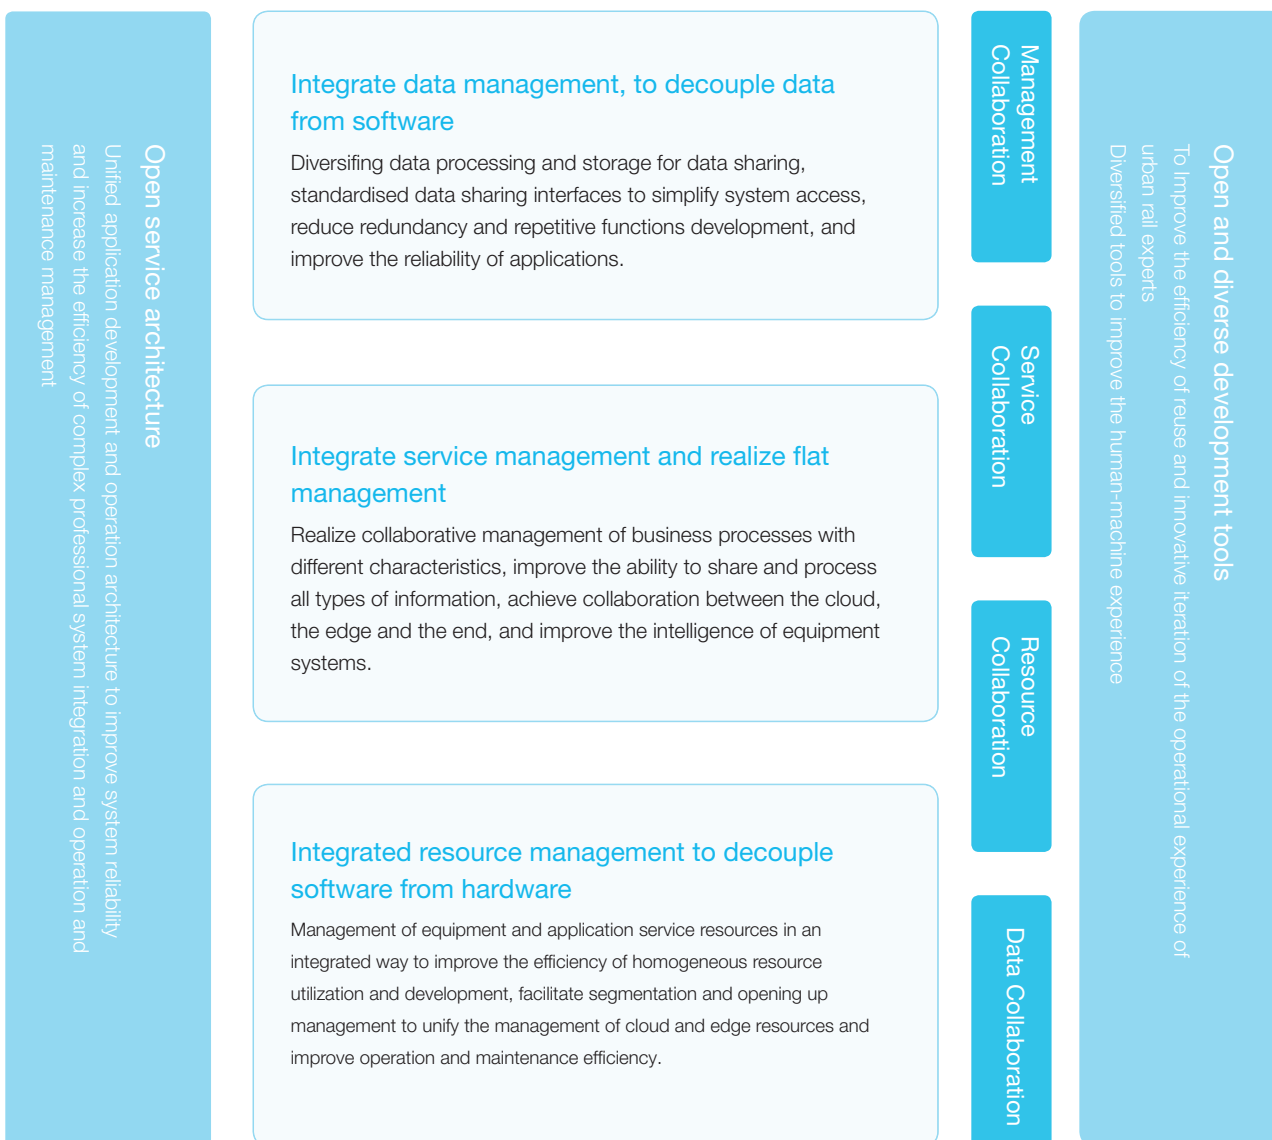 Open service architecture
Unified application development and operation architecture to improve system reliability
and increase the efficiency of complex professional system integration and operation and
maintenance management
Integrate data management, to decouple data
from software
Diversifing data processing and storage for data sharing,
standardised data sharing interfaces to simplify system access,
reduce redundancy and repetitive functions development, and
improve the reliability of applications.
Integrate service management and realize flat
management
Realize collaborative management of business processes with
different characteristics, improve the ability to share and process
all types of information, achieve collaboration between the cloud,
the edge and the end, and improve the intelligence of equipment
systems.
Integrated resource management to decouple
software from hardware
Management of equipment and application service resources in an
integrated way to improve the efficiency of homogeneous resource
utilization and development, facilitate segmentation and opening up
management to unify the management of cloud and edge resources and
improve operation and maintenance efficiency.
Management
Collaboration
Service
Collaboration
Resource
Collaboration
Data Collaboration
Open and diverse development tools
To Improve the efficiency of reuse and innovative iteration of the operational experience of
urban rail experts
Diversified tools to improve the human-machine experience